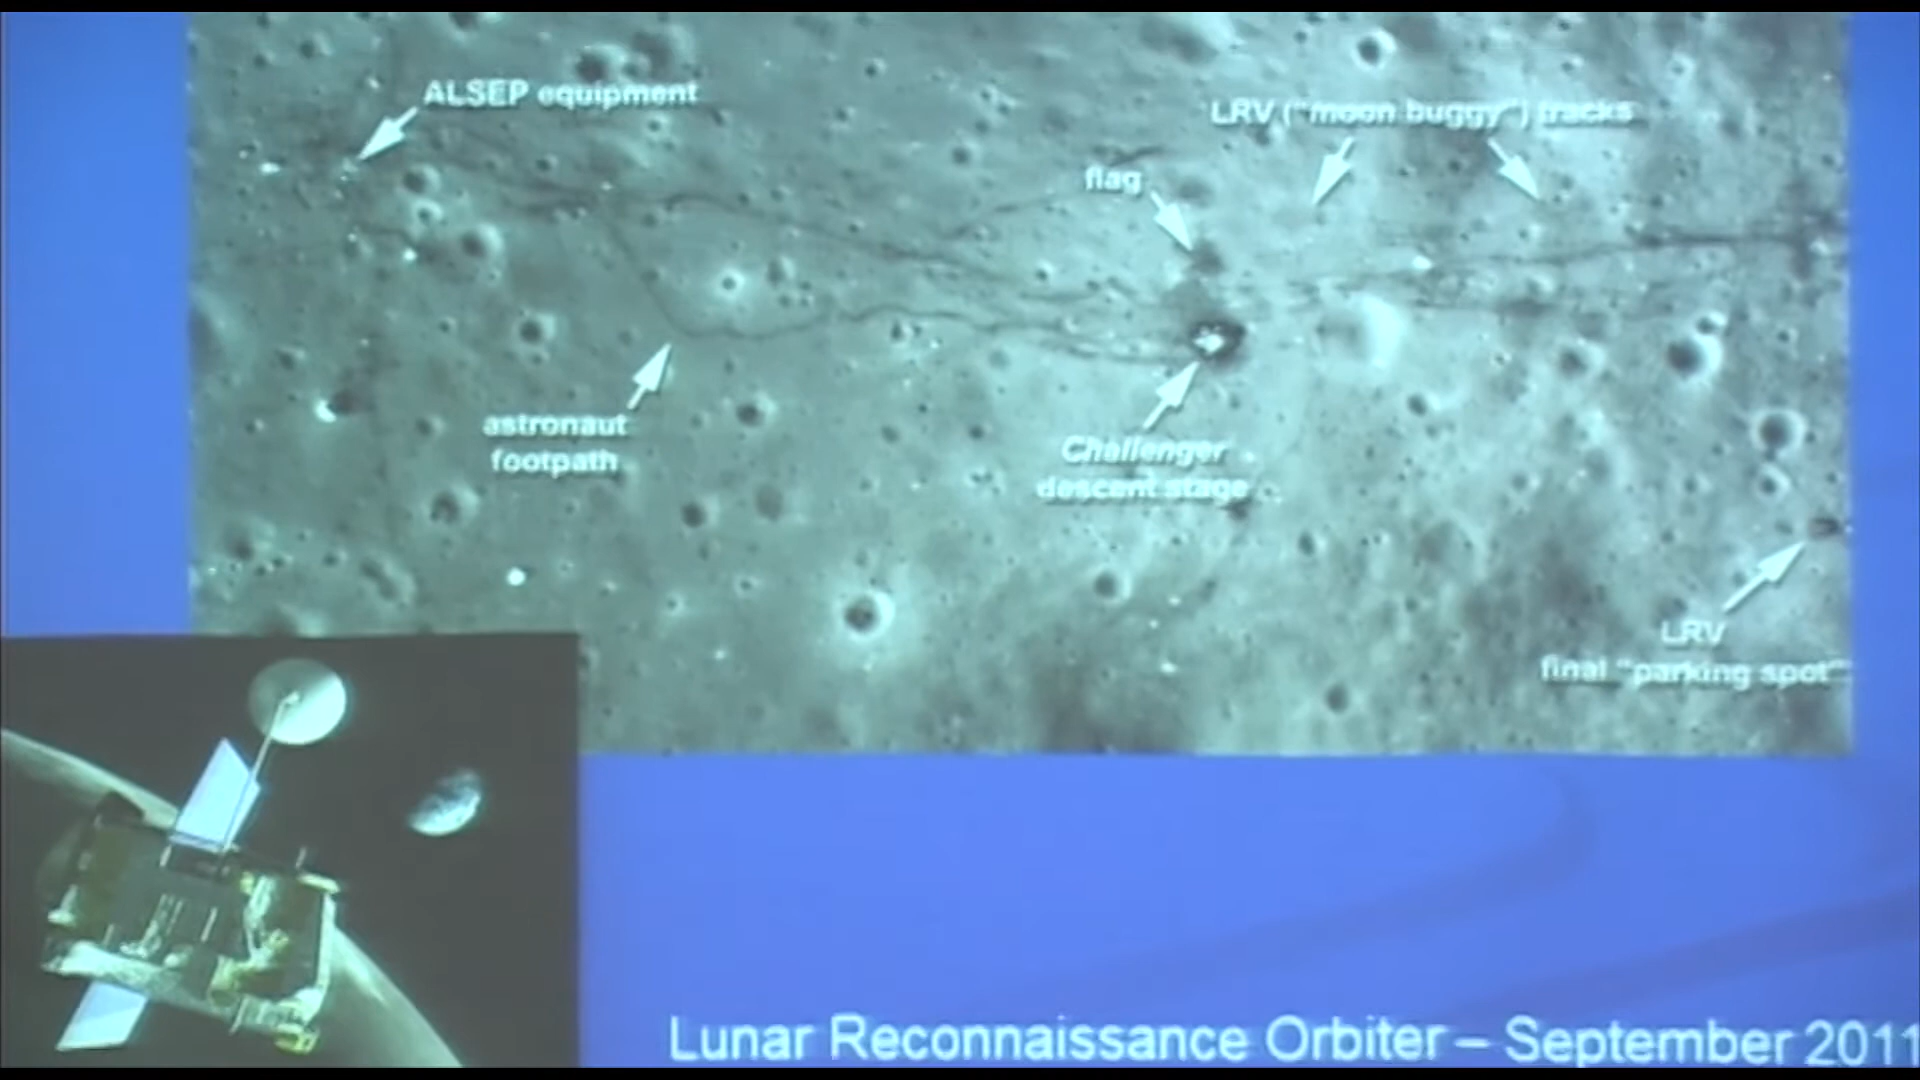 ALSEP equipment
LRV ("moon buggy") tracks
flag
astronaut
footpath
Challenger
descent stage
LRV
final "parking spot"
Lunar Reconnaissance Orbiter – September 2011